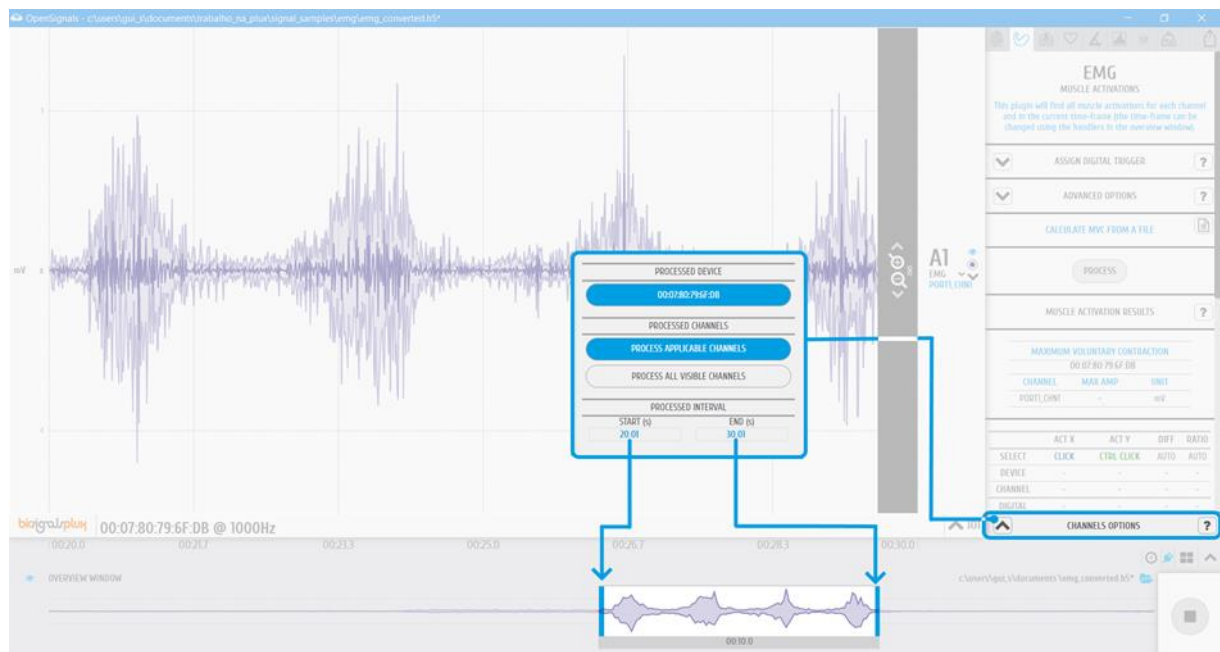 OpenSignals - c:\users\gui_s\documents\trabalho_na_plux\signal_samples\emg\emg_converted.h5*
EMG
MUSCLE ACTIVATIONS
This plugin will find all muscle activations for each channel
and in the current time-frame (the time-frame can be
changed using the handlers in the overview window).
ASSIGN DIGITAL TRIGGER
?
ADVANCED OPTIONS
?
CALCULATE MVC FROM A FILE
PROCESS
MUSCLE ACTIVATION RESULTS
?
MAXIMUM VOLUNTARY CONTRACTION
00:07:80:79:6F:DB
CHANNEL MAX AMP UNIT
PORT1_CHN1 - mV
ACT X ACT Y DIFF RATIO
SELECT CLICK CTRL CLICK AUTO AUTO
DEVICE - - - -
CHANNEL - - - -
DIGITAL
CHANNELS OPTIONS
?
1
mV 0
-1
A1
EMG
PORT1_CHN1
PROCESSED DEVICE
00:07:80:79:6F:DB
PROCESSED CHANNELS
PROCESS APPLICABLE CHANNELS
PROCESS ALL VISIBLE CHANNELS
PROCESSED INTERVAL
START (s) END (s)
20.01 30.01
biosignalsplux 00:07:80:79:6F:DB @ 1000Hz
00:20.0 00:21.7 00:23.3 00:25.0 00:26.7 00:28.3 00:30.0
OVERVIEW WINDOW
c:\users\gui_s\documents\emg_converted.h5*
00:10.0